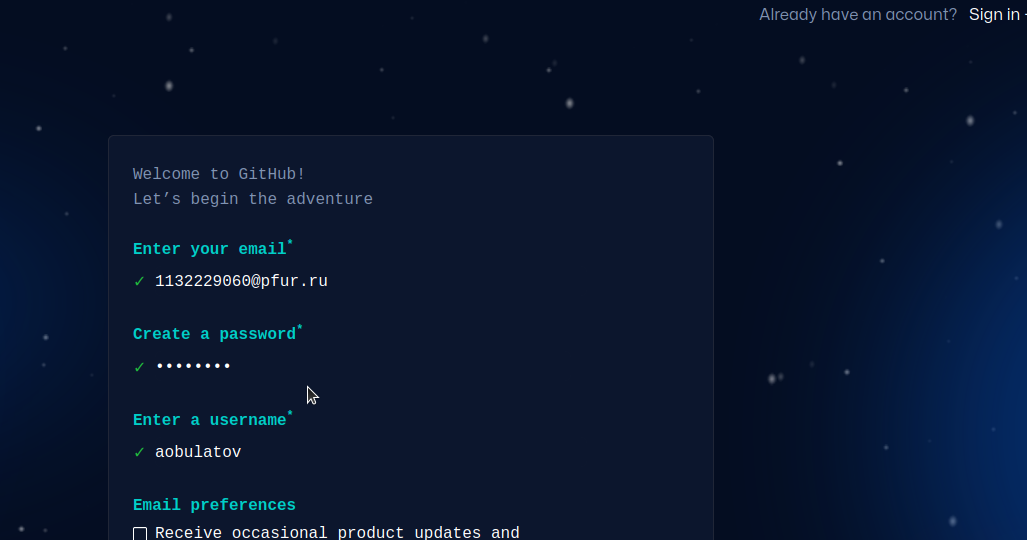 Already have an account? Sign in
Welcome to GitHub!
Let’s begin the adventure
Enter your email*
✓ 1132229060@pfur.ru
Create a password*
✓ ••••••••
Enter a username*
✓ aobulatov
Email preferences
Receive occasional product updates and